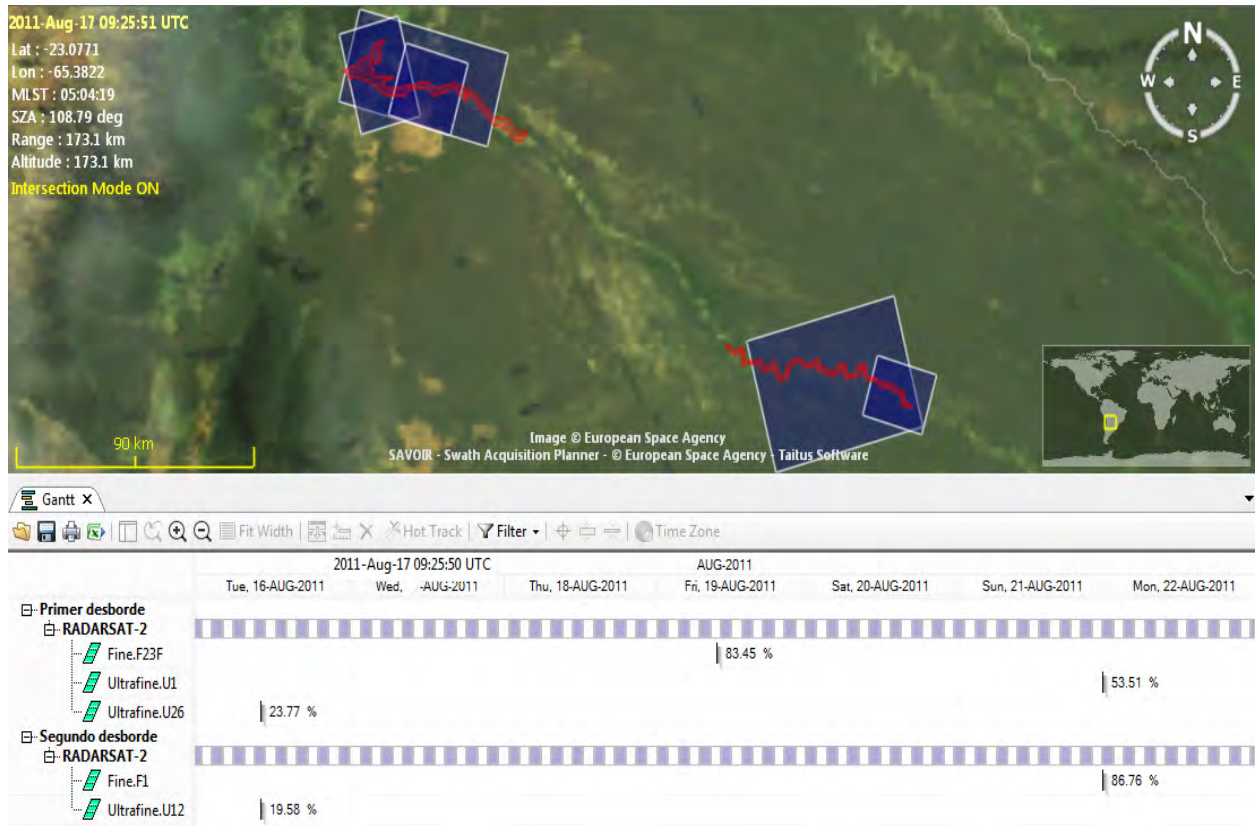 2011-Aug-17 09:25:51 UTC
Lat : -23.0771
Lon : -65.3822
MLST : 05:04:19
SZA : 108.79 deg
Range : 173.1 km
Altitude : 173.1 km
Intersection Mode ON
N
W E
S
90 km
Image © European Space Agency
SAVOIR - Swath Acquisition Planner - © European Space Agency - Taitus Software
Gantt X
Fit Width Hot Track Filter Time Zone
2011-Aug-17 09:25:50 UTC AUG-2011
Tue, 16-AUG-2011 Wed, -AUG-2011 Thu, 18-AUG-2011 Fri, 19-AUG-2011 Sat, 20-AUG-2011 Sun, 21-AUG-2011 Mon, 22-AUG-2011
Primer desborde
RADARSAT-2
Fine.F23F 83.45 %
Ultrafine.U1 53.51 %
Ultrafine.U26 23.77 %
Segundo desborde
RADARSAT-2
Fine.F1 86.76 %
Ultrafine.U12 19.58 %